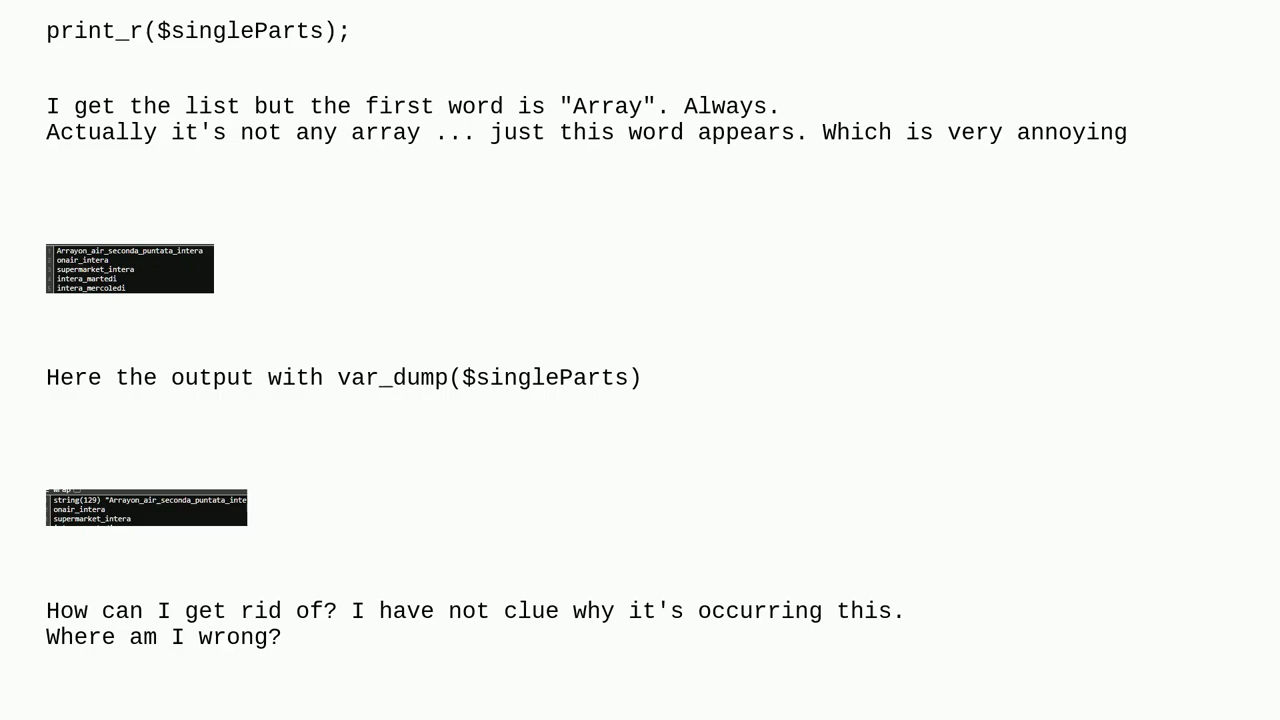 print_r($singleParts);
I get the list but the first word is "Array". Always.
Actually it's not any array ... just this word appears. Which is very annoying
Arrayon_air_seconda_puntata_intera
onair_intera
supermarket_intera
intera_martedi
intera_mercoledi
Here the output with var_dump($singleParts)
string(129) "Arrayon_air_seconda_puntata_inte
onair_intera
supermarket_intera
How can I get rid of? I have not clue why it's occurring this.
Where am I wrong?